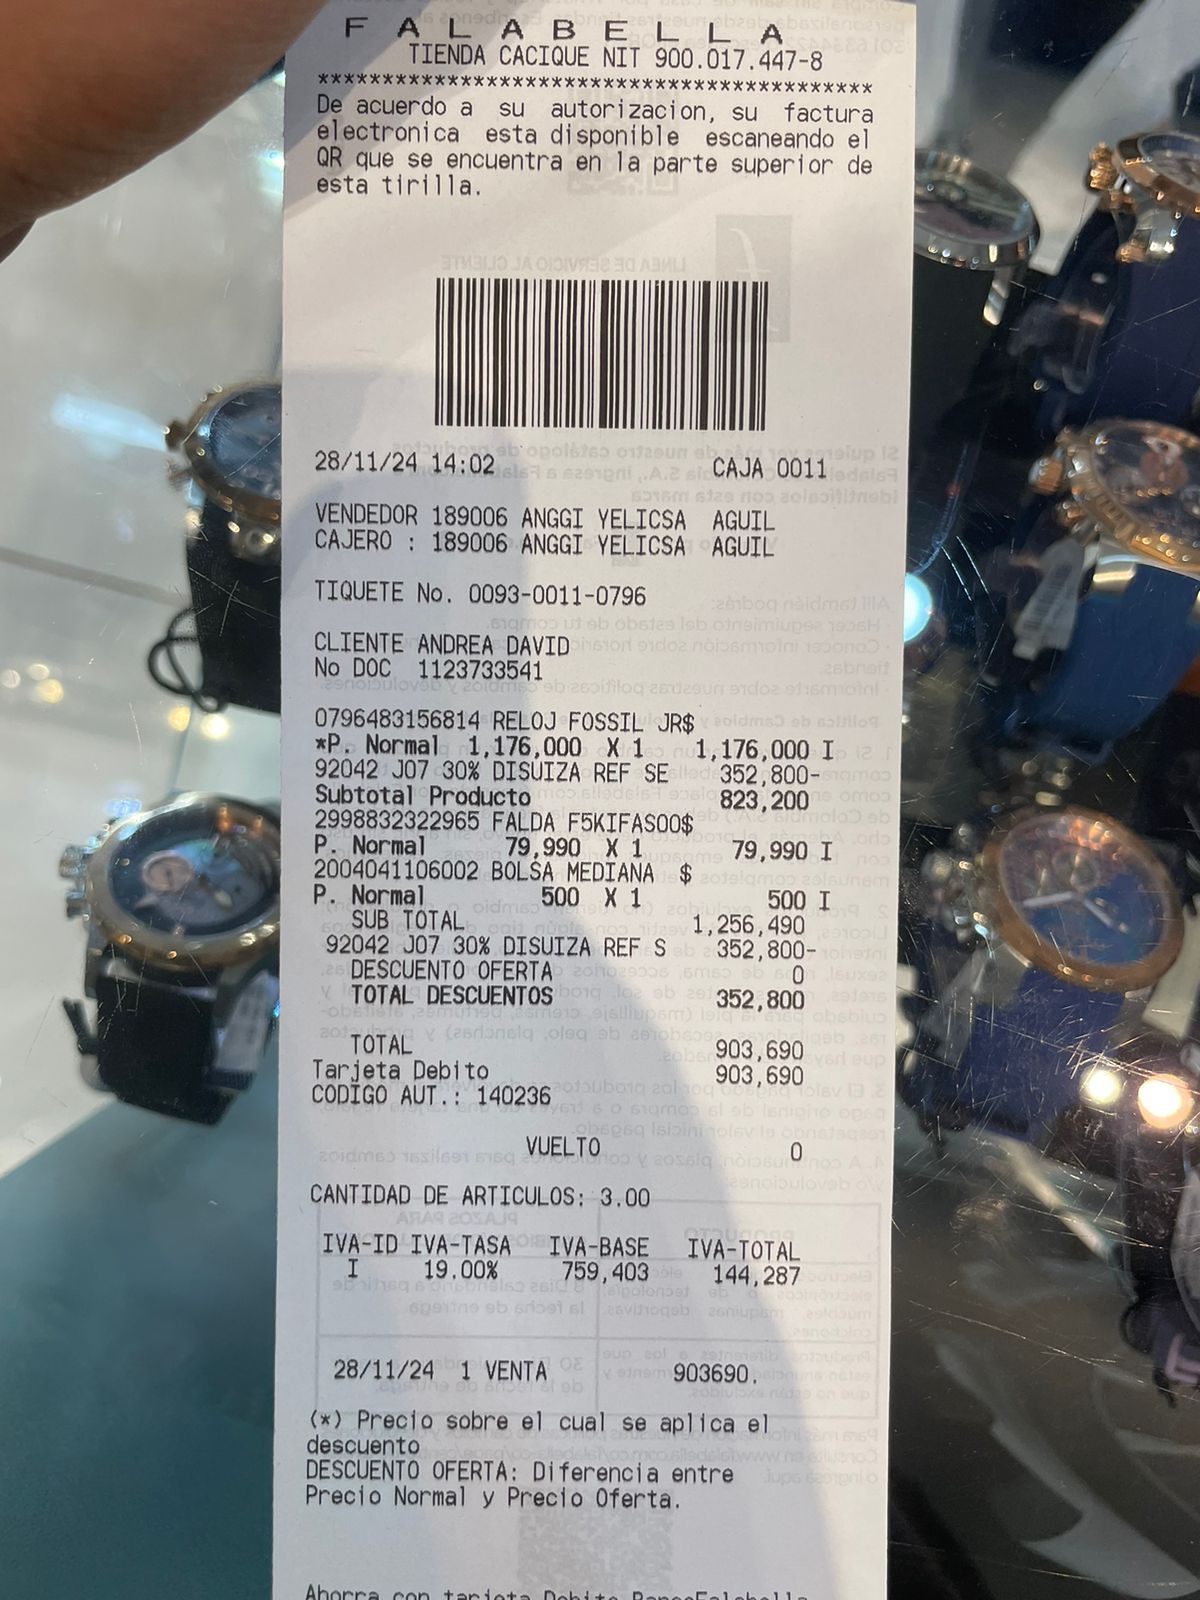 FALABELLA
TIENDA CACIQUE NIT 900.017.447-8
*******************************************
De acuerdo a su autorizacion, su factura
electronica esta disponible escaneando el
QR que se encuentra en la parte superior de
esta tirilla.
28/11/24 14:02 CAJA 0011
VENDEDOR 189006 ANGGI YELICSA AGUIL
CAJERO : 189006 ANGGI YELICSA AGUIL
TIQUETE No. 0093-0011-0796
CLIENTE ANDREA DAVID
No DOC 1123733541
0796483156814 RELOJ FOSSIL JR$
*P. Normal 1,176,000 X 1 1,176,000 I
92042 J07 30% DISUIZA REF SE 352,800-
Subtotal Producto 823,200
2998832322965 FALDA F5KIFAS00$
P. Normal 79,990 X 1 79,990 I
2004041106002 BOLSA MEDIANA $
P. Normal 500 X 1 500 I
SUB TOTAL 1,256,490
92042 J07 30% DISUIZA REF S 352,800-
DESCUENTO OFERTA 0
TOTAL DESCUENTOS 352,800
TOTAL 903,690
Tarjeta Debito 903,690
CODIGO AUT.: 140236
VUELTO 0
CANTIDAD DE ARTICULOS: 3.00
IVA-ID IVA-TASA IVA-BASE IVA-TOTAL
I 19.00% 759,403 144,287
28/11/24 1 VENTA 903690.
(*) Precio sobre el cual se aplica el
descuento
DESCUENTO OFERTA: Diferencia entre
Precio Normal y Precio Oferta.
Ahorra con tarjeta Debito BancoFalabella